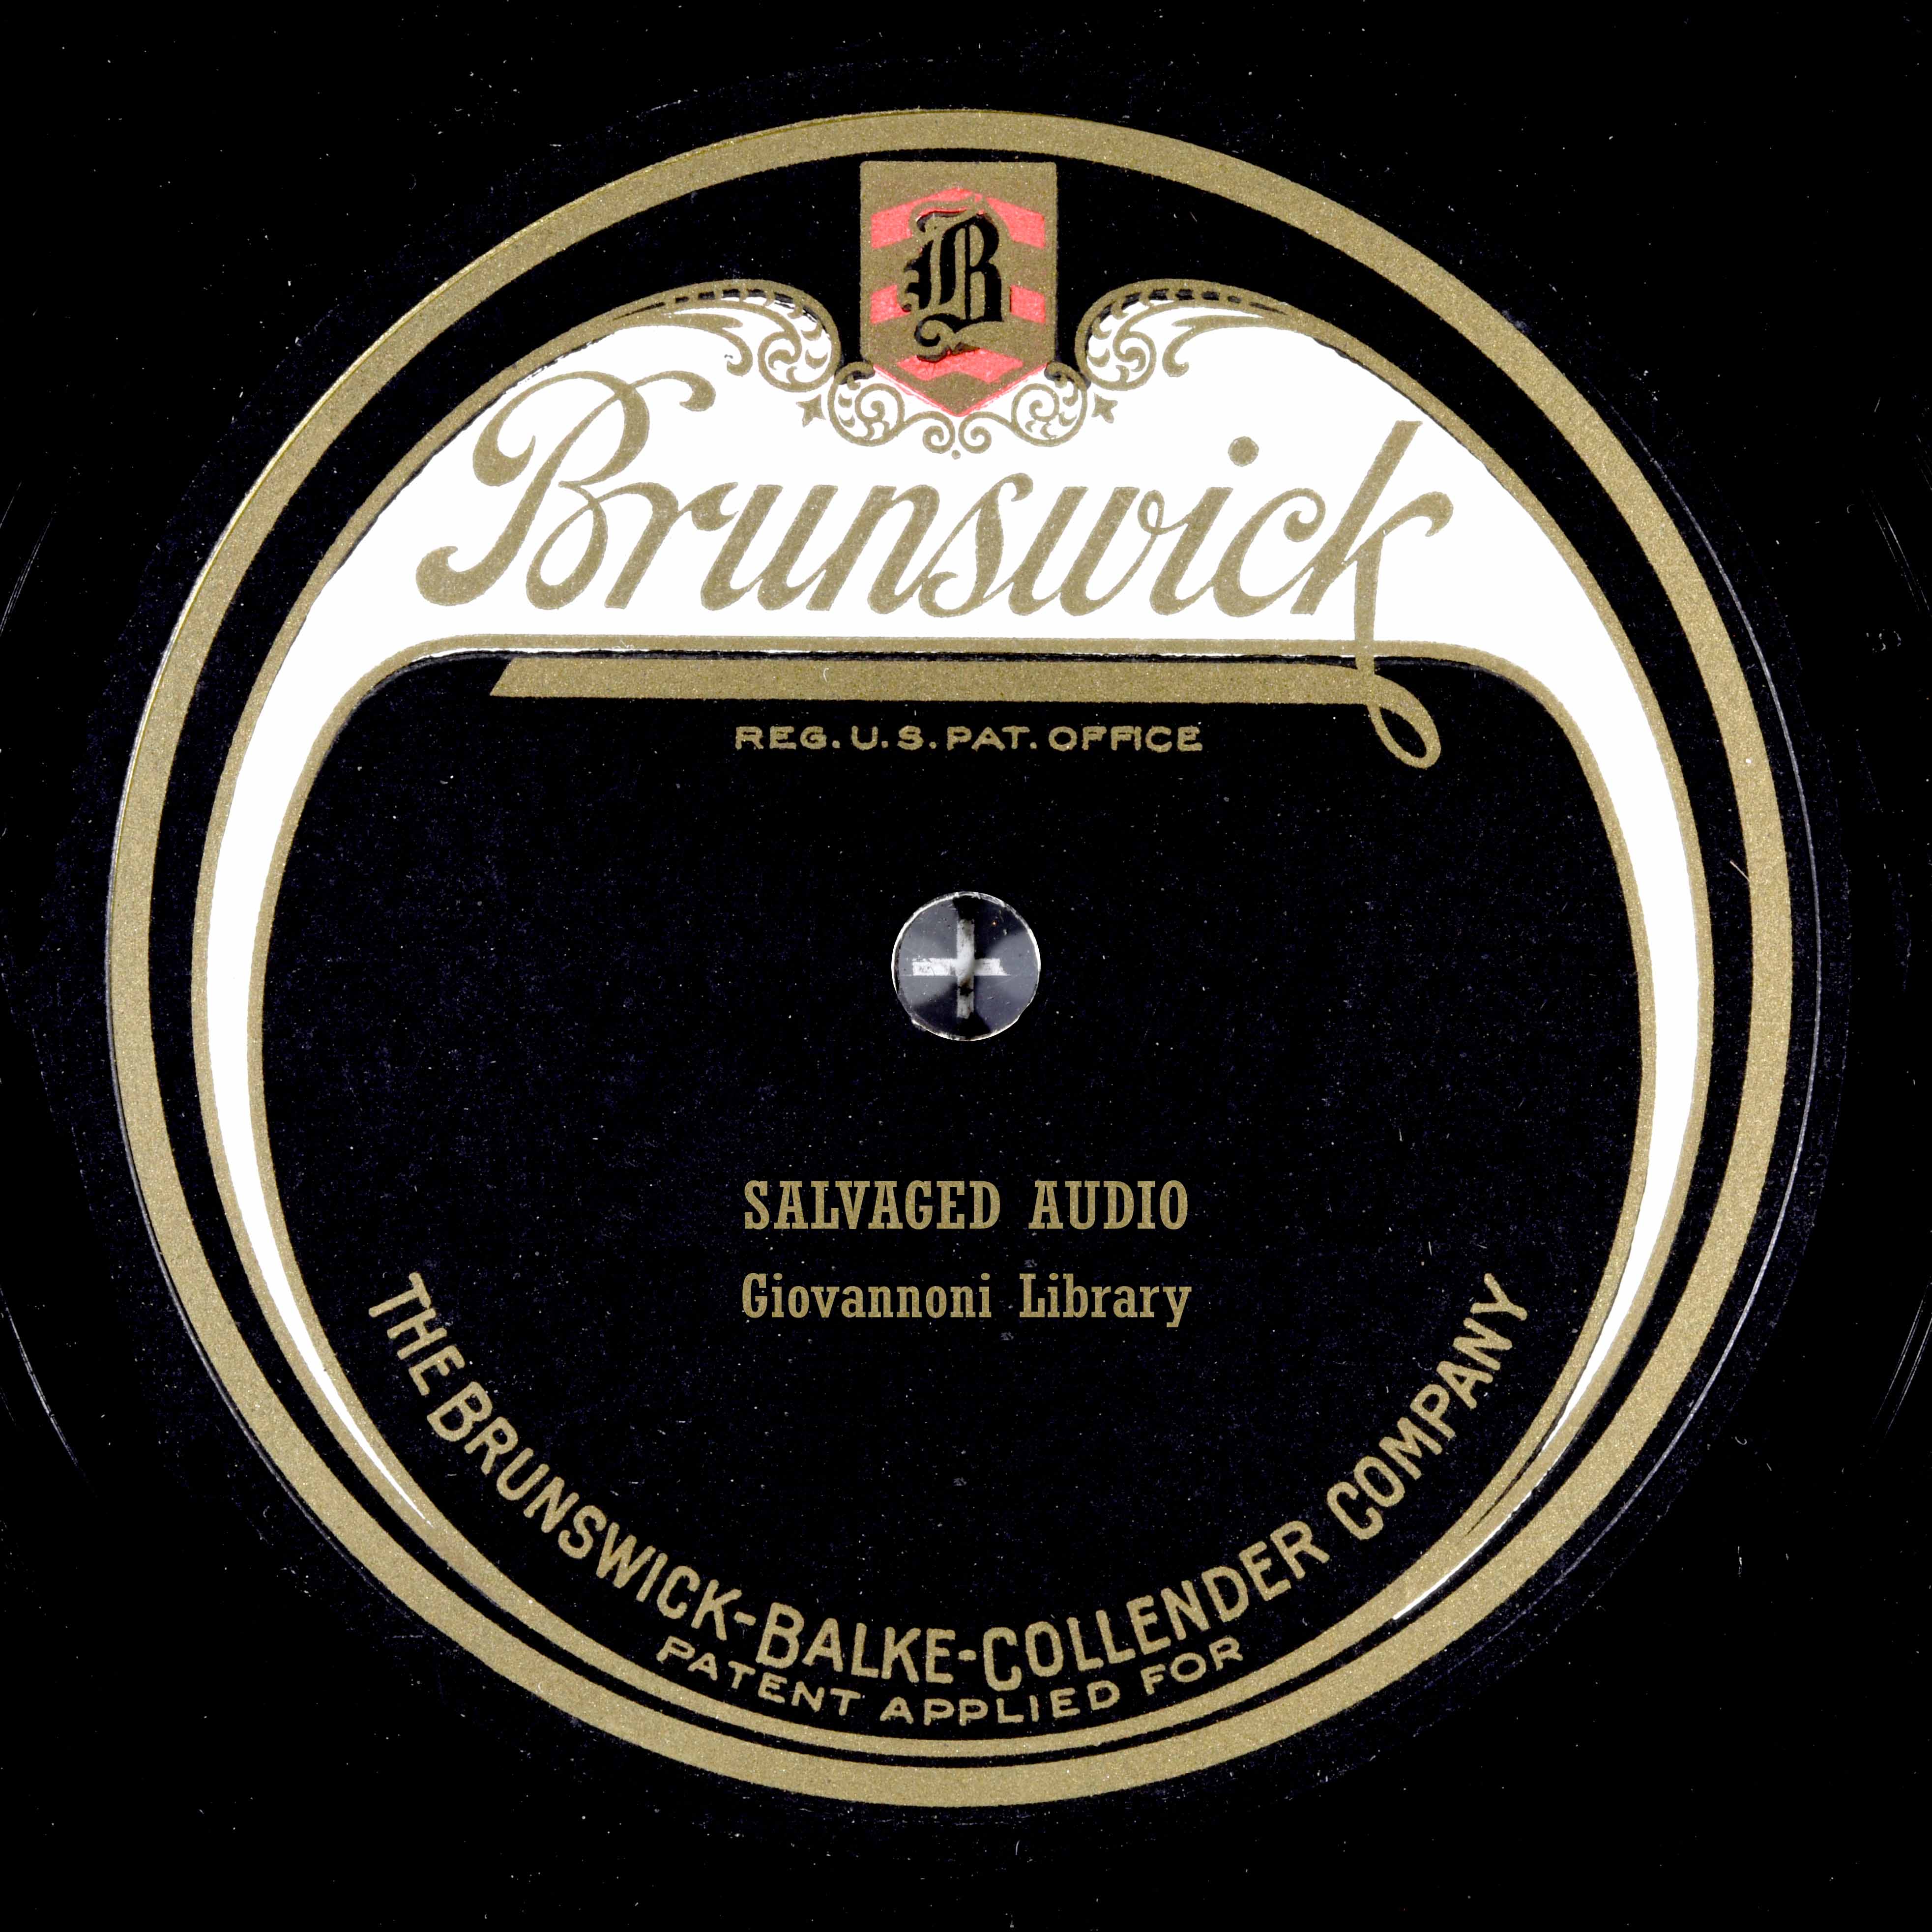 B
Brunswick
REG. U.S. PAT. OFFICE
SALVAGED AUDIO
Giovannoni Library
THE BRUNSWICK-BALKE-COLLENDER COMPANY
PATENT APPLIED FOR